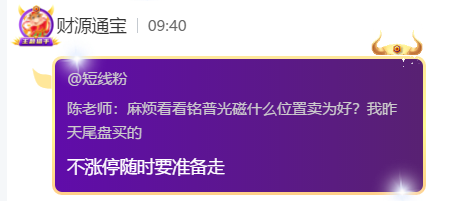 财源通宝 | 09:40
@短线粉
陈老师：麻烦看看铭普光磁什么位置卖为好？我昨
天尾盘买的
不涨停随时要准备走